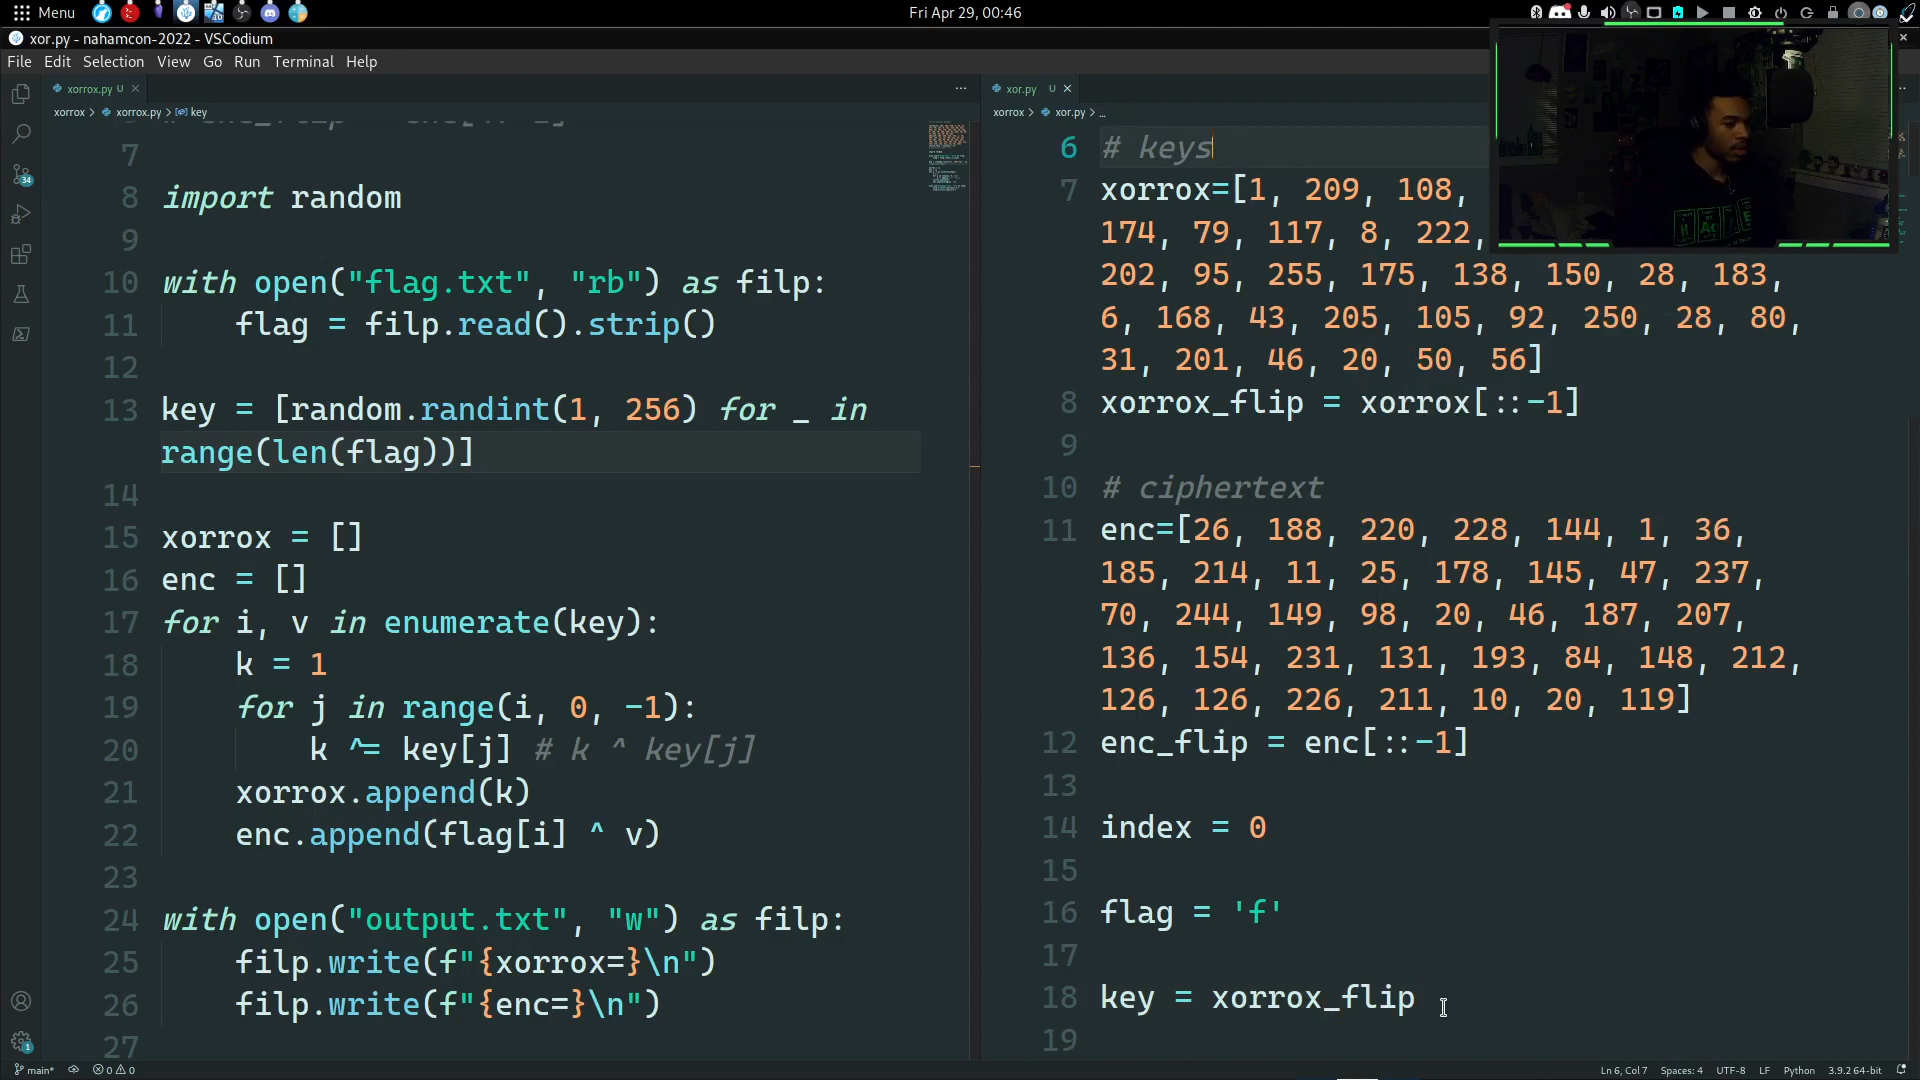 Menu
Fri Apr 29, 00:46
xor.py - nahamcon-2022 - VSCodium
File Edit Selection View Go Run Terminal Help
xorrox.py U
xorrox > xorrox.py > key
7
8 import random
9
10 with open("flag.txt", "rb") as filp:
11 flag = filp.read().strip()
12
13 key = [random.randint(1, 256) for _ in
range(len(flag))]
14
15 xorrox = []
16 enc = []
17 for i, v in enumerate(key):
18 k = 1
19 for j in range(i, 0, -1):
20 k ^= key[j] # k ^ key[j]
21 xorrox.append(k)
22 enc.append(flag[i] ^ v)
23
24 with open("output.txt", "w") as filp:
25 filp.write(f"{xorrox=}\n")
26 filp.write(f"{enc=}\n")
27
xor.py U
xorrox > xor.py > ...
6 # keys
7 xorrox=[1, 209, 108,
174, 79, 117, 8, 222,
202, 95, 255, 175, 138, 150, 28, 183,
6, 168, 43, 205, 105, 92, 250, 28, 80,
31, 201, 46, 20, 50, 56]
8 xorrox_flip = xorrox[::-1]
9
10 # ciphertext
11 enc=[26, 188, 220, 228, 144, 1, 36,
185, 214, 11, 25, 178, 145, 47, 237,
70, 244, 149, 98, 20, 46, 187, 207,
136, 154, 231, 131, 193, 84, 148, 212,
126, 126, 226, 211, 10, 20, 119]
12 enc_flip = enc[::-1]
13
14 index = 0
15
16 flag = 'f'
17
18 key = xorrox_flip
19
34
1
main* 0 0
Ln 6, Col 7 Spaces: 4 UTF-8 LF Python 3.9.2 64-bit